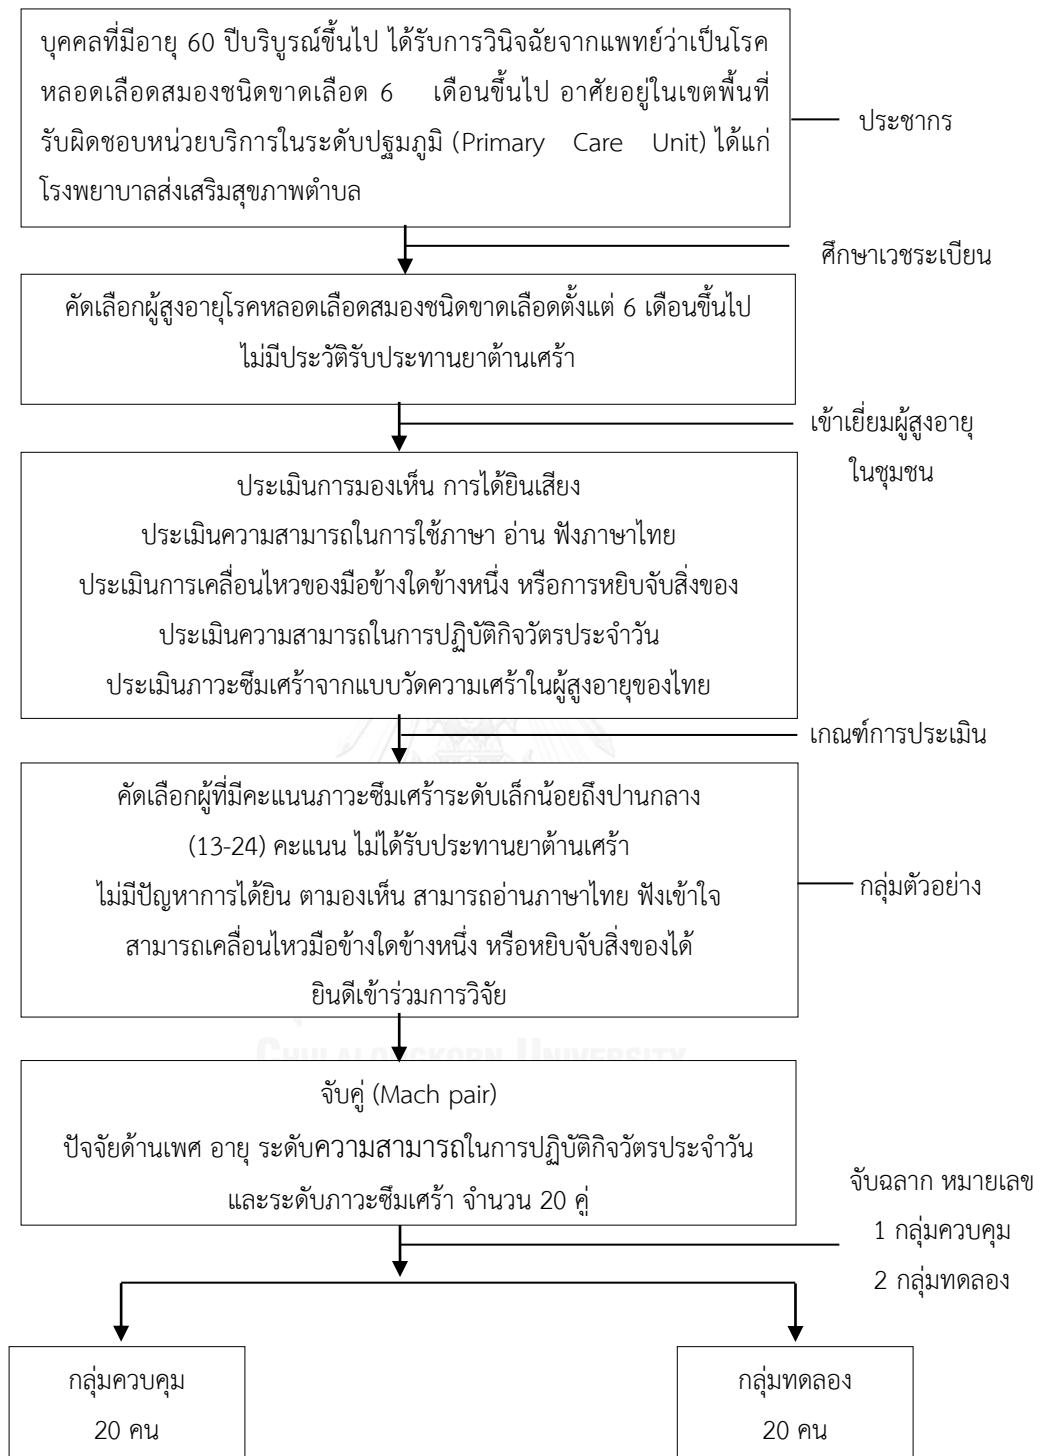 บุคคลที่มีอายุ 60 ปีบริบูรณ์ขึ้นไป ได้รับการวินิจฉัยจากแพทย์ว่าเป็นโรค
หลอดเลือดสมองชนิดขาดเลือด 6 เดือนขึ้นไป อาศัยอยู่ในเขตพื้นที่
รับผิดชอบหน่วยบริการในระดับปฐมภูมิ (Primary Care Unit) ได้แก่
โรงพยาบาลส่งเสริมสุขภาพตำบล
ประชากร
ศึกษาเวชระเบียน
คัดเลือกผู้สูงอายุโรคหลอดเลือดสมองชนิดขาดเลือดตั้งแต่ 6 เดือนขึ้นไป
ไม่มีประวัติรับประทานยาต้านเศร้า
เข้าเยี่ยมผู้สูงอายุ
ในชุมชน
ประเมินการมองเห็น การได้ยินเสียง
ประเมินความสามารถในการใช้ภาษา อ่าน ฟังภาษาไทย
ประเมินการเคลื่อนไหวของมือข้างใดข้างหนึ่ง หรือการหยิบจับสิ่งของ
ประเมินความสามารถในการปฏิบัติกิจวัตรประจำวัน
ประเมินภาวะซึมเศร้าจากแบบวัดความเศร้าในผู้สูงอายุของไทย
เกณฑ์การประเมิน
คัดเลือกผู้ที่มีคะแนนภาวะซึมเศร้าระดับเล็กน้อยถึงปานกลาง
(13-24) คะแนน ไม่ได้รับประทานยาต้านเศร้า
ไม่มีปัญหาการได้ยิน ตามองเห็น สามารถอ่านภาษาไทย ฟังเข้าใจ
สามารถเคลื่อนไหวมือข้างใดข้างหนึ่ง หรือหยิบจับสิ่งของได้
ยินดีเข้าร่วมการวิจัย
กลุ่มตัวอย่าง
CHULALONGKORN UNIVERSITY
จับคู่ (Mach pair)
ปัจจัยด้านเพศ อายุ ระดับความสามารถในการปฏิบัติกิจวัตรประจำวัน
และระดับภาวะซึมเศร้า จำนวน 20 คู่
จับฉลาก หมายเลข
1 กลุ่มควบคุม
2 กลุ่มทดลอง
กลุ่มควบคุม
20 คน
กลุ่มทดลอง
20 คน